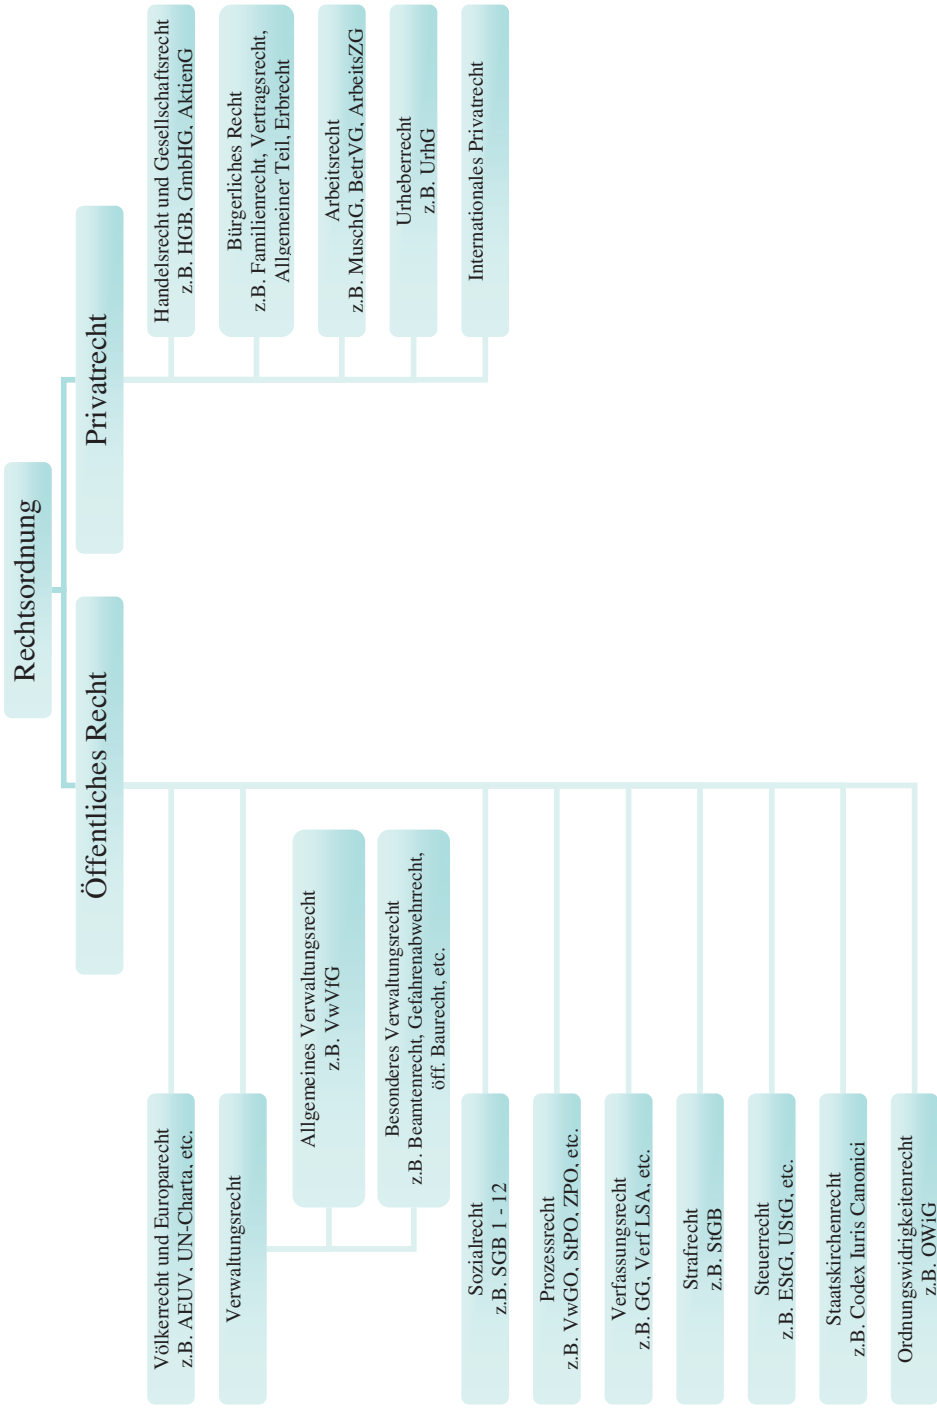 Rechtsordnung
Öffentliches Recht
Völkerrecht und Europarecht
z.B. AEUV, UN-Charta, etc.
Verwaltungsrecht
Allgemeines Verwaltungsrecht
z.B. VwVfG
Besonderes Verwaltungsrecht
z.B. Beamtenrecht, Gefahrenabwehrrecht,
öff. Baurecht, etc.
Sozialrecht
z.B. SGB 1 - 12
Prozessrecht
z.B. VwGO, StPO, ZPO, etc.
Verfassungsrecht
z.B. GG, Verf LSA, etc.
Strafrecht
z.B. StGB
Steuerrecht
z.B. EStG, UStG, etc.
Staatskirchenrecht
z.B. Codex Iuris Canonici
Ordnungswidrigkeitenrecht
z.B. OWiG
Privatrecht
Handelsrecht und Gesellschaftsrecht
z.B. HGB, GmbHG, AktienG
Bürgerliches Recht
z.B. Familienrecht, Vertragsrecht,
Allgemeiner Teil, Erbrecht
Arbeitsrecht
z.B. MuschG, BetrVG, ArbeitsZG
Urheberrecht
z.B. UrhG
Internationales Privatrecht